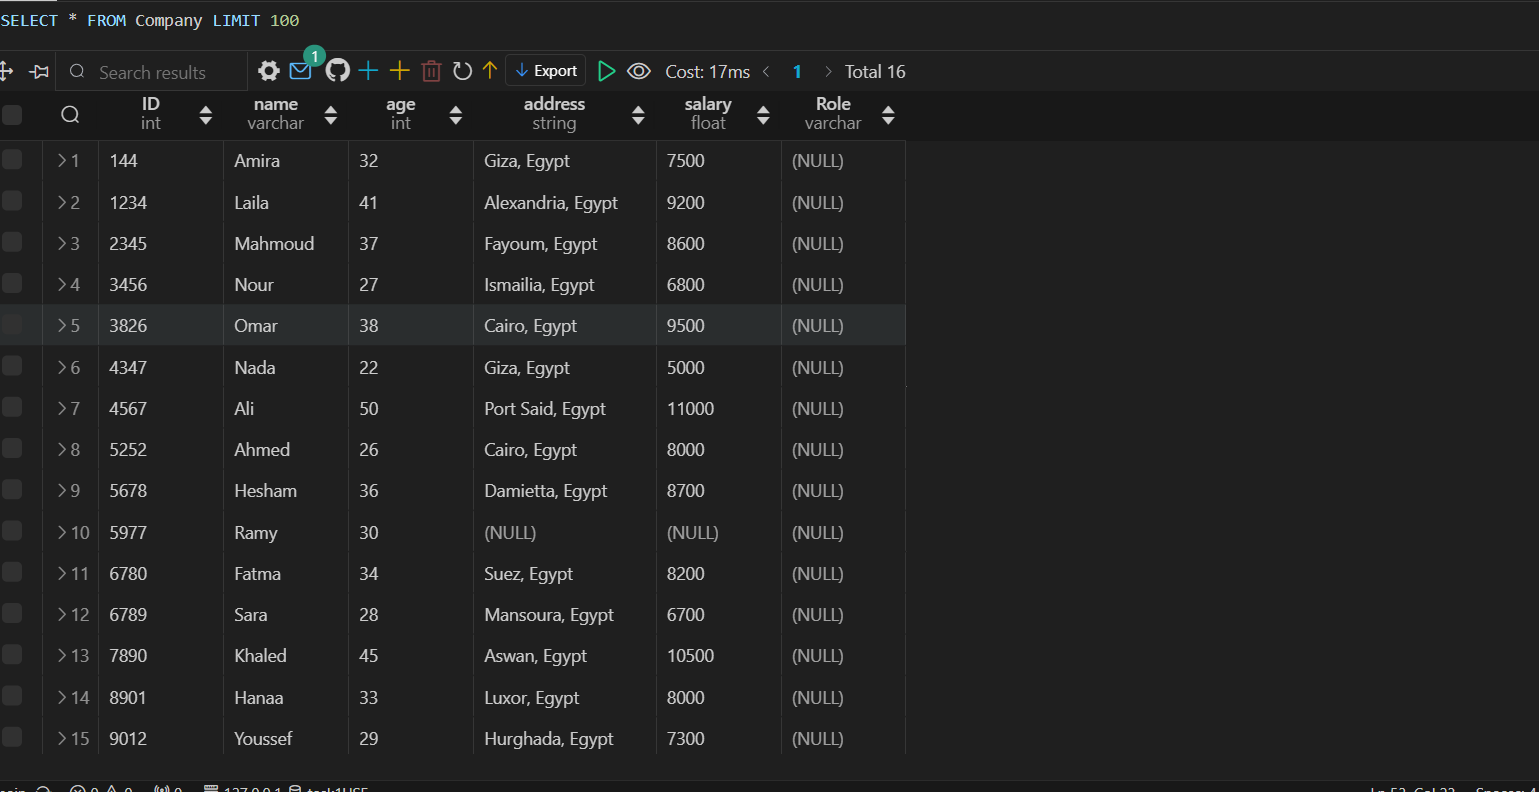 SELECT * FROM Company LIMIT 100
Search results 1 Export Cost: 17ms 1 Total 16
ID name age address salary Role
int varchar int string float varchar
1 144 Amira 32 Giza, Egypt 7500 (NULL)
2 1234 Laila 41 Alexandria, Egypt 9200 (NULL)
3 2345 Mahmoud 37 Fayoum, Egypt 8600 (NULL)
4 3456 Nour 27 Ismailia, Egypt 6800 (NULL)
5 3826 Omar 38 Cairo, Egypt 9500 (NULL)
6 4347 Nada 22 Giza, Egypt 5000 (NULL)
7 4567 Ali 50 Port Said, Egypt 11000 (NULL)
8 5252 Ahmed 26 Cairo, Egypt 8000 (NULL)
9 5678 Hesham 36 Damietta, Egypt 8700 (NULL)
10 5977 Ramy 30 (NULL) (NULL) (NULL)
11 6780 Fatma 34 Suez, Egypt 8200 (NULL)
12 6789 Sara 28 Mansoura, Egypt 6700 (NULL)
13 7890 Khaled 45 Aswan, Egypt 10500 (NULL)
14 8901 Hanaa 33 Luxor, Egypt 8000 (NULL)
15 9012 Youssef 29 Hurghada, Egypt 7300 (NULL)